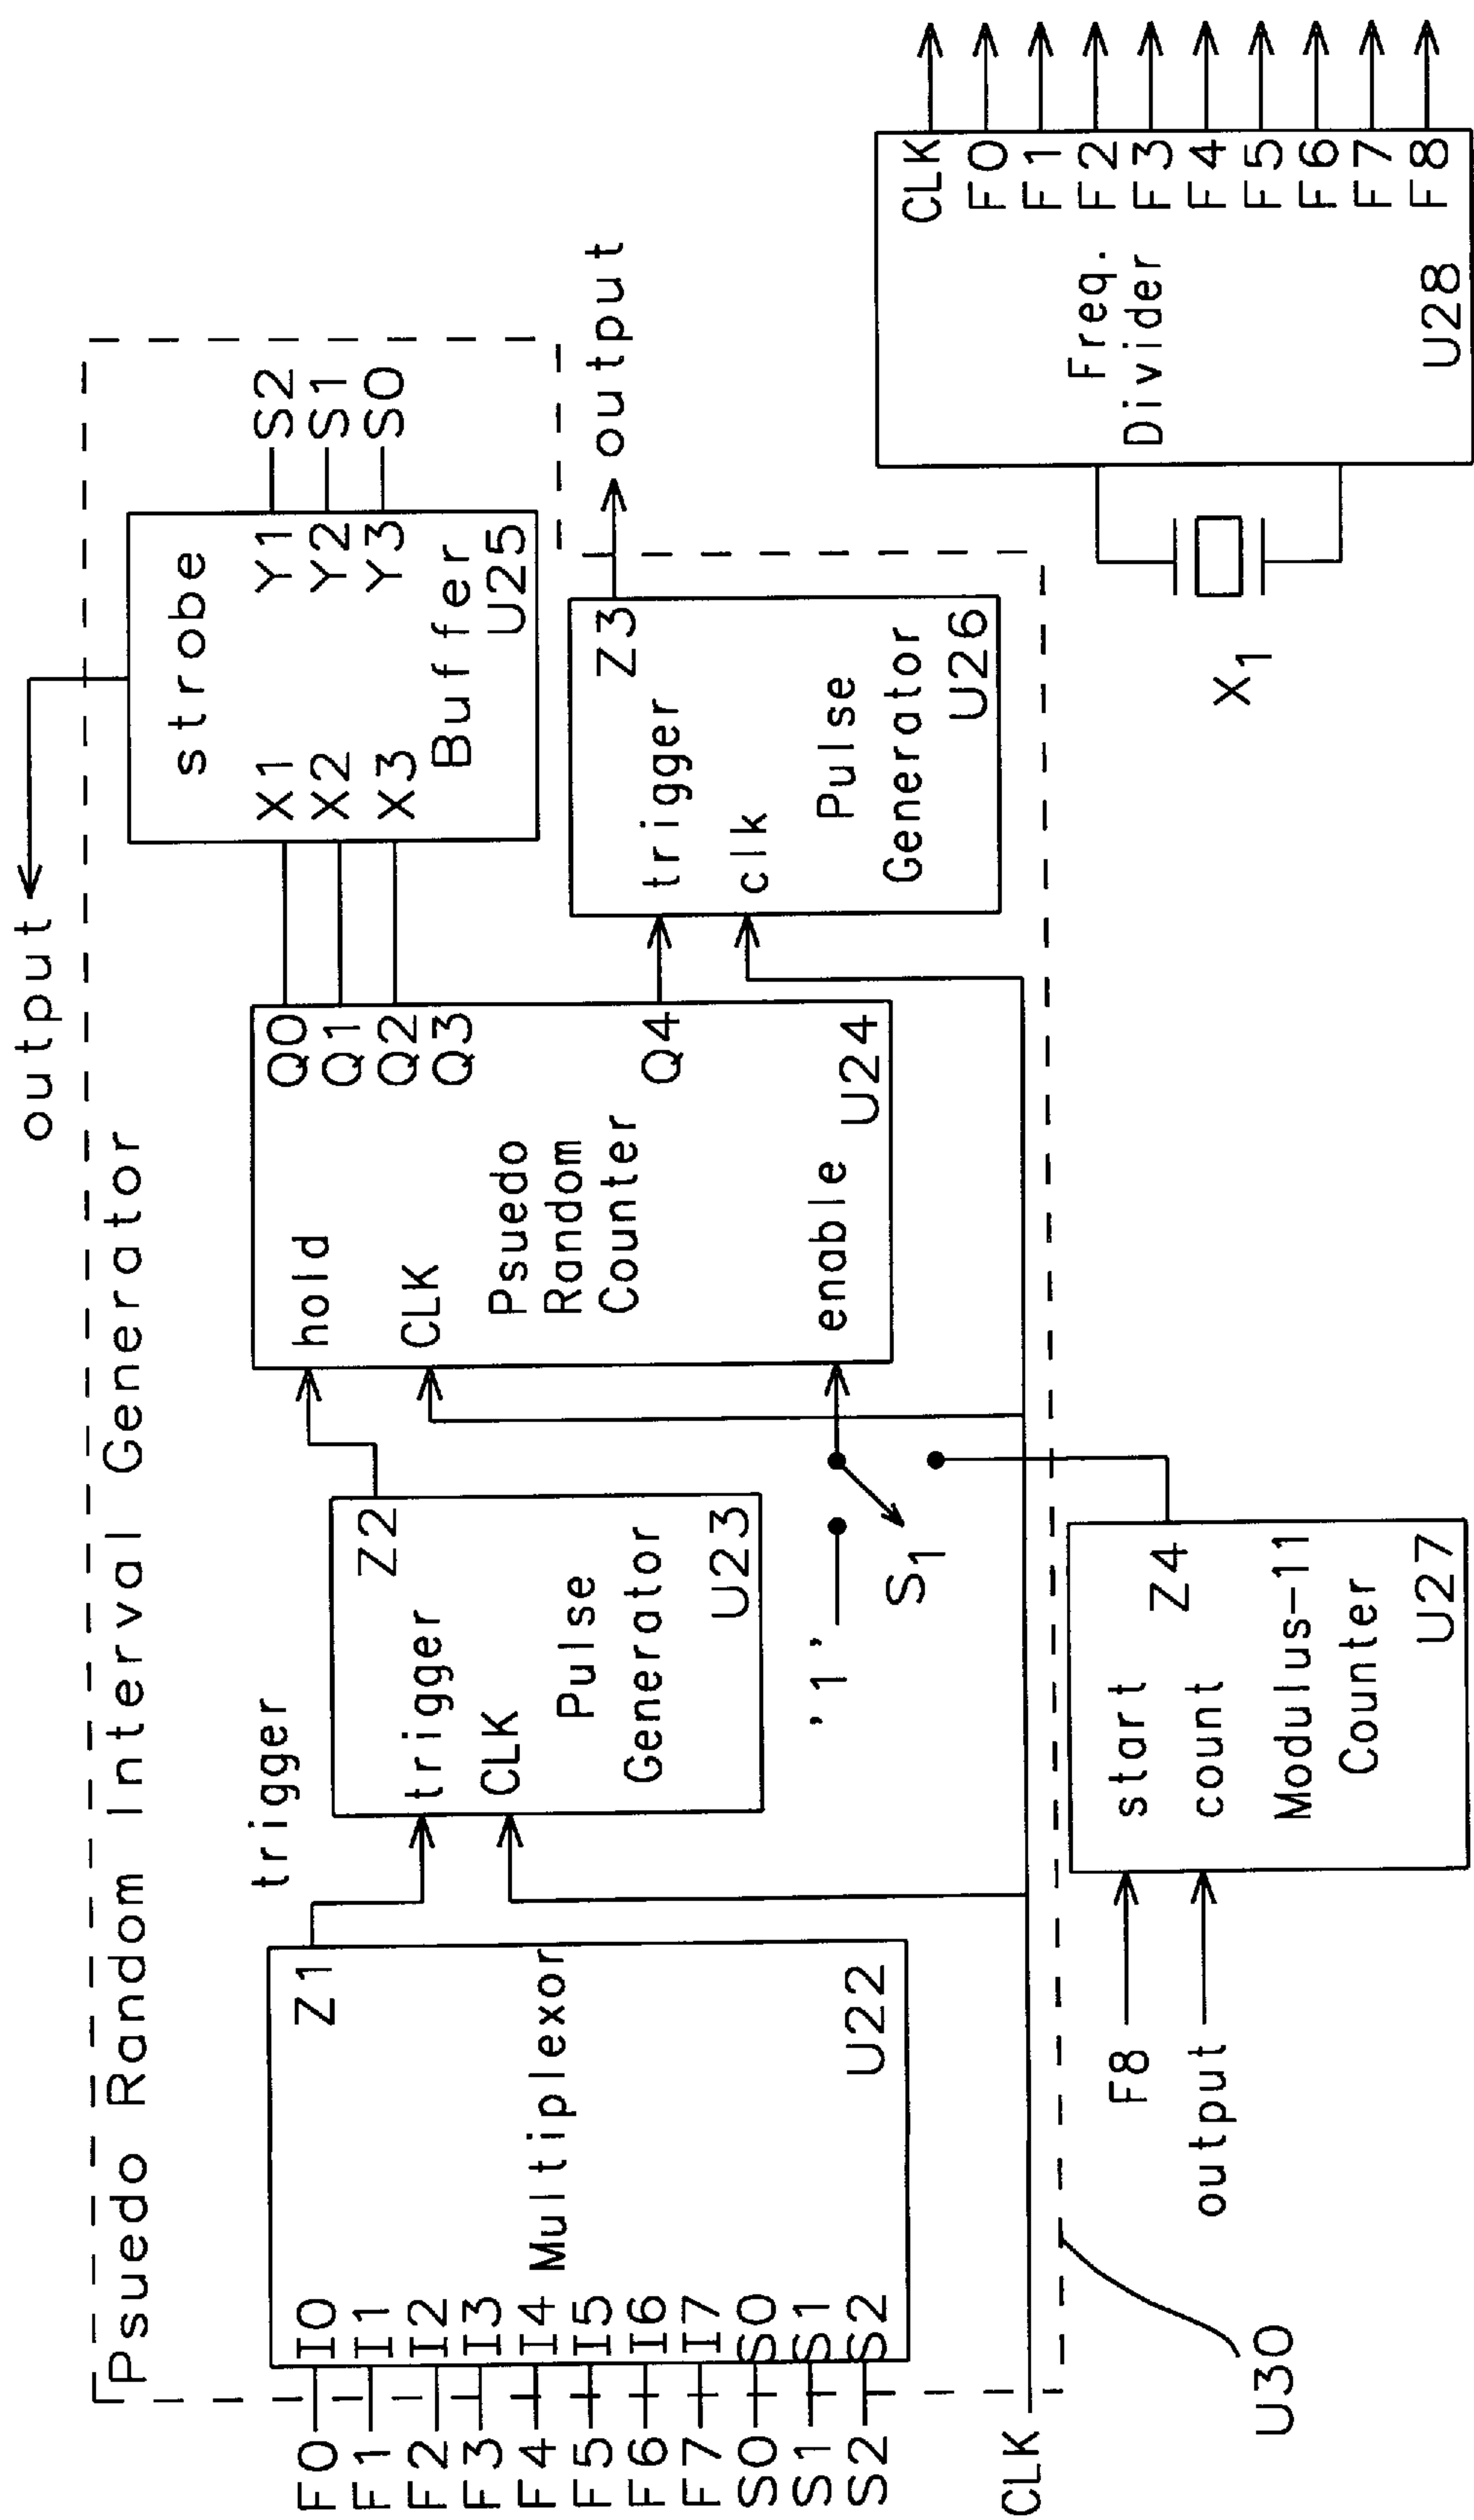 output
Psuedo Random Interval Generator
F0
F1
F2
F3
F4
F5
F6
F7
S0
S1
S2
CLK
I0
I1
I2
I3
I4
I5
I6
I7
S0
S1
S2
Z1
Multiplexor
U22
trigger
trigger
CLK
Z2
Pulse
Generator
U23
'1'
S1
hold
CLK
Psuedo
Random
Counter
enable
Q0
Q1
Q2
Q3
Q4
U24
strobe
X1
X2
X3
Y1
Y2
Y3
Buffer
U25
S2
S1
S0
trigger
clk
Z3
Pulse
Generator
U26
output
F8
output
start
count
Z4
Modulus-11
Counter
U27
U30
X1
Freq.
Divider
U28
CLK
F0
F1
F2
F3
F4
F5
F6
F7
F8